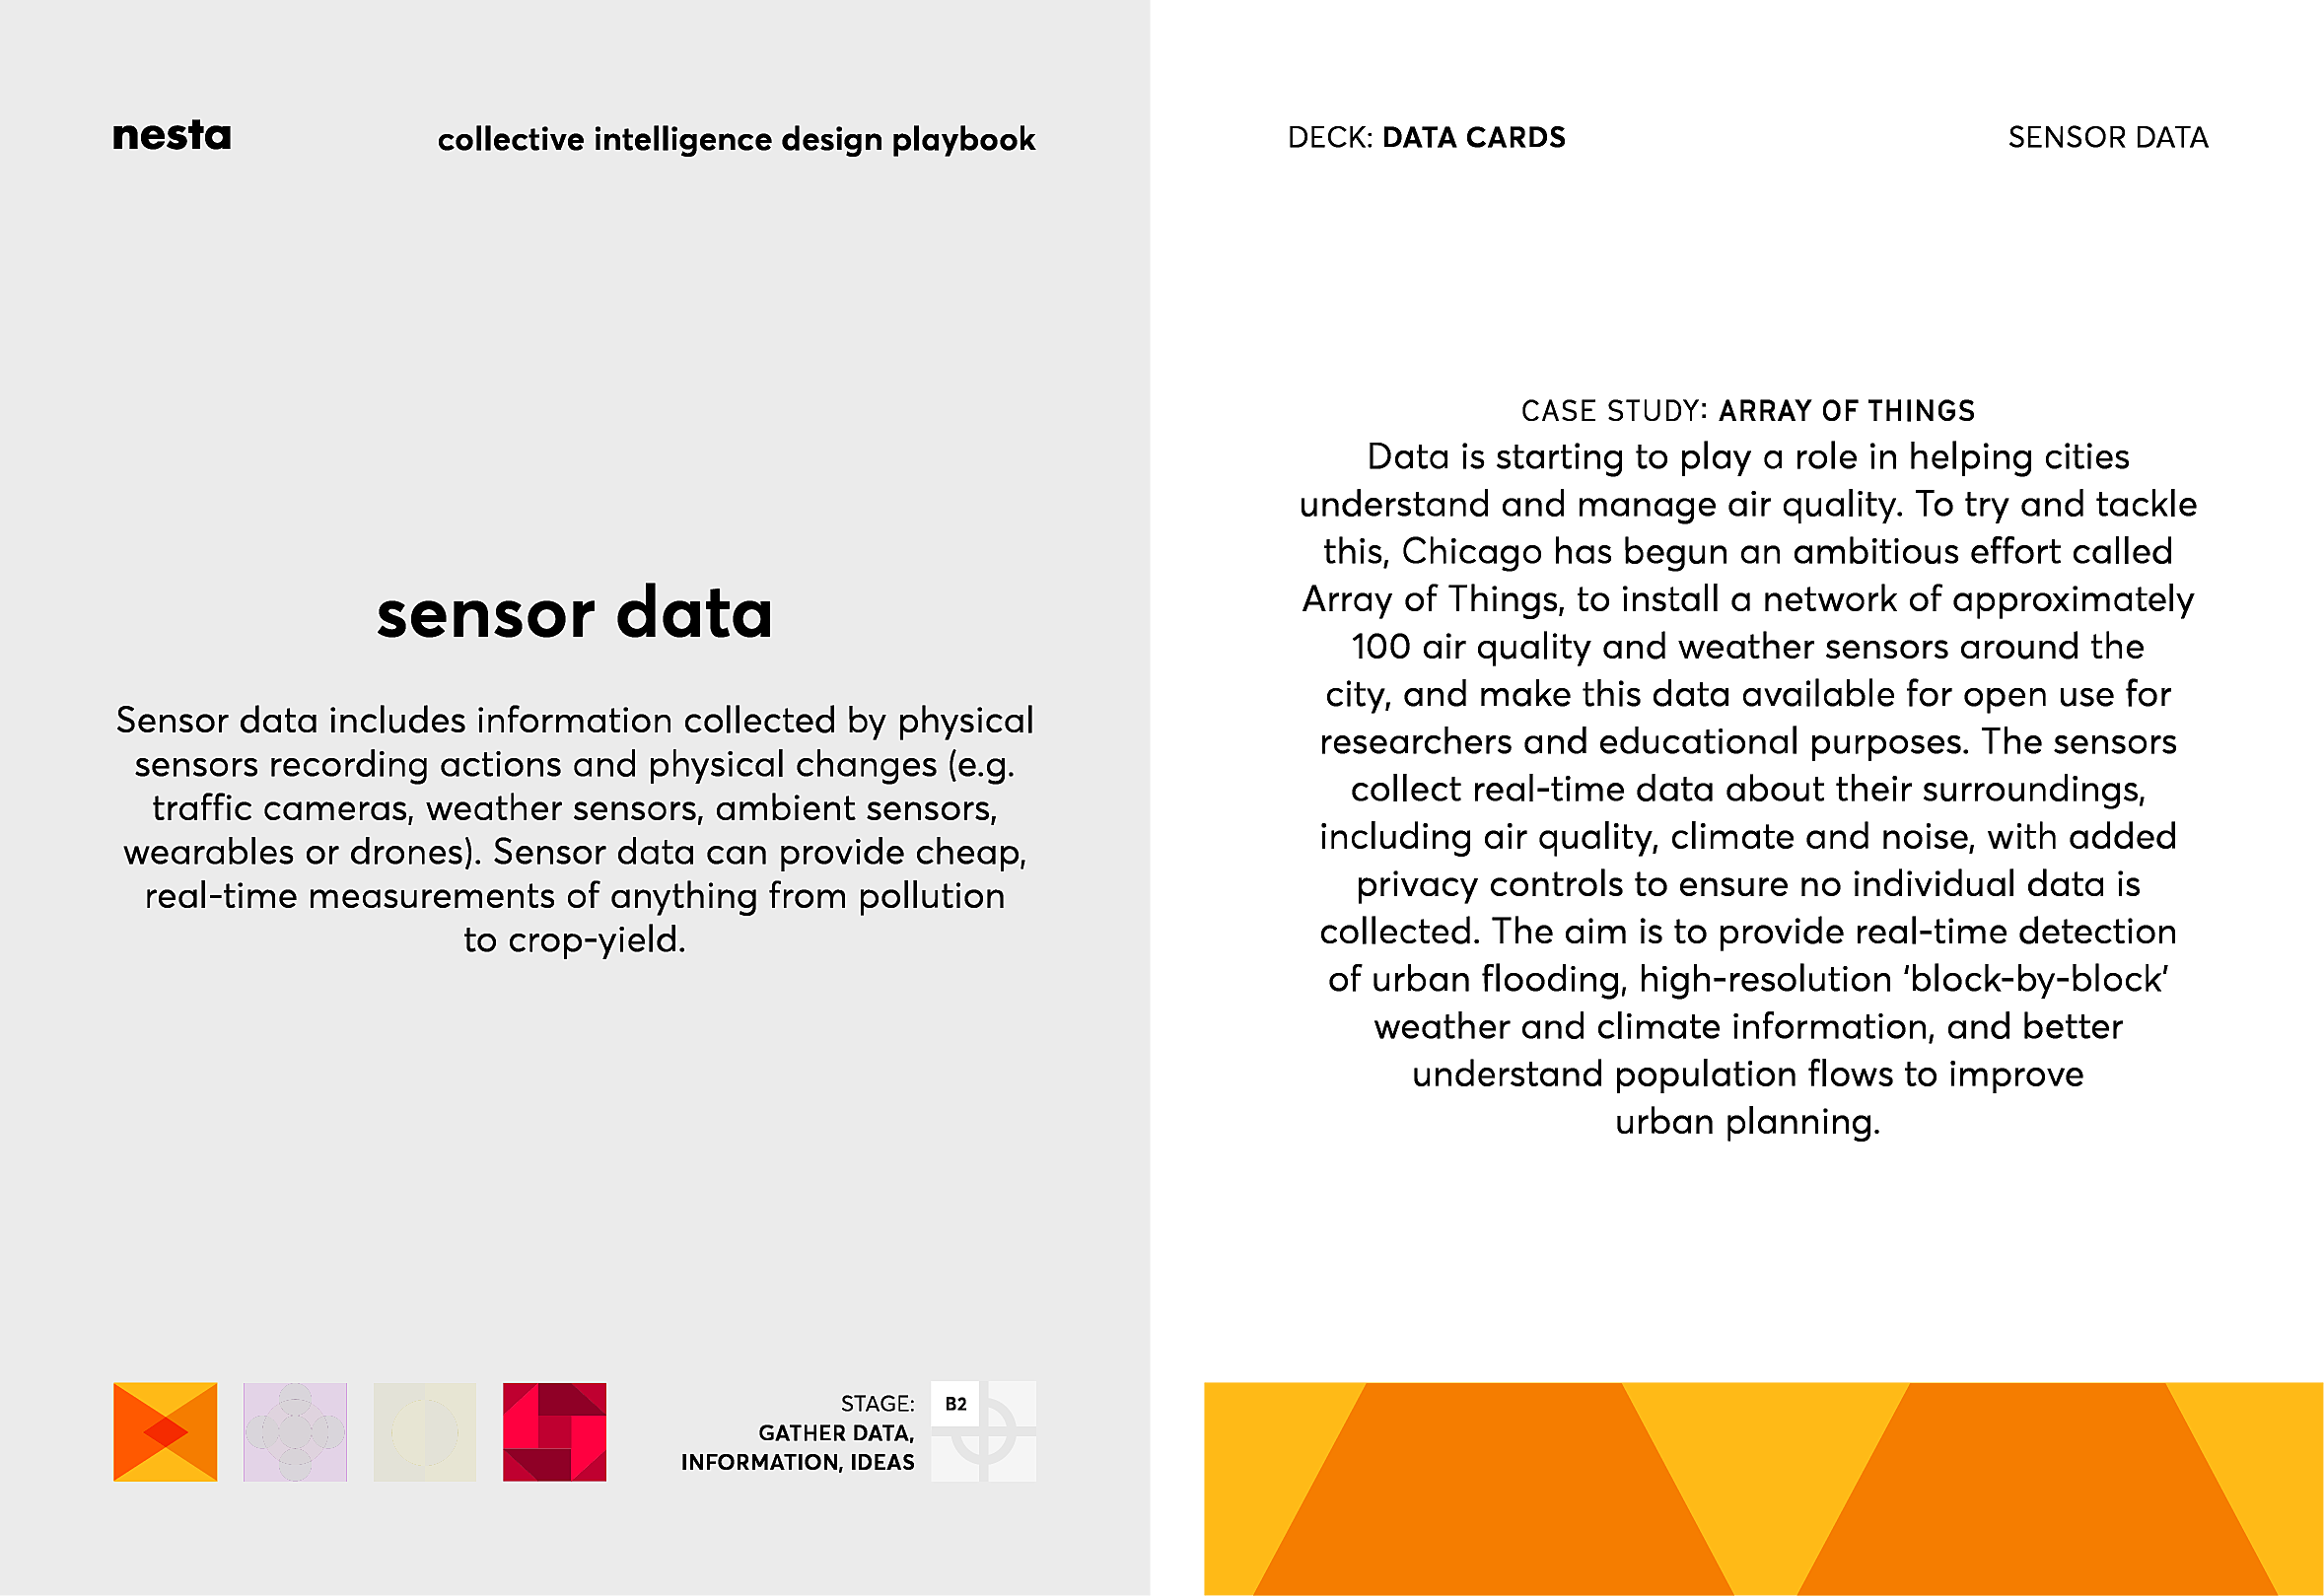 nesta
collective intelligence design playbook
sensor data
Sensor data includes information collected by physical
sensors recording actions and physical changes (e.g.
traffic cameras, weather sensors, ambient sensors,
wearables or drones). Sensor data can provide cheap,
real-time measurements of anything from pollution
to crop-yield.
STAGE:
GATHER DATA,
INFORMATION, IDEAS
B2
DECK: DATA CARDS
SENSOR DATA
CASE STUDY: ARRAY OF THINGS
Data is starting to play a role in helping cities
understand and manage air quality. To try and tackle
this, Chicago has begun an ambitious effort called
Array of Things, to install a network of approximately
100 air quality and weather sensors around the
city, and make this data available for open use for
researchers and educational purposes. The sensors
collect real-time data about their surroundings,
including air quality, climate and noise, with added
privacy controls to ensure no individual data is
collected. The aim is to provide real-time detection
of urban flooding, high-resolution ‘block-by-block’
weather and climate information, and better
understand population flows to improve
urban planning.